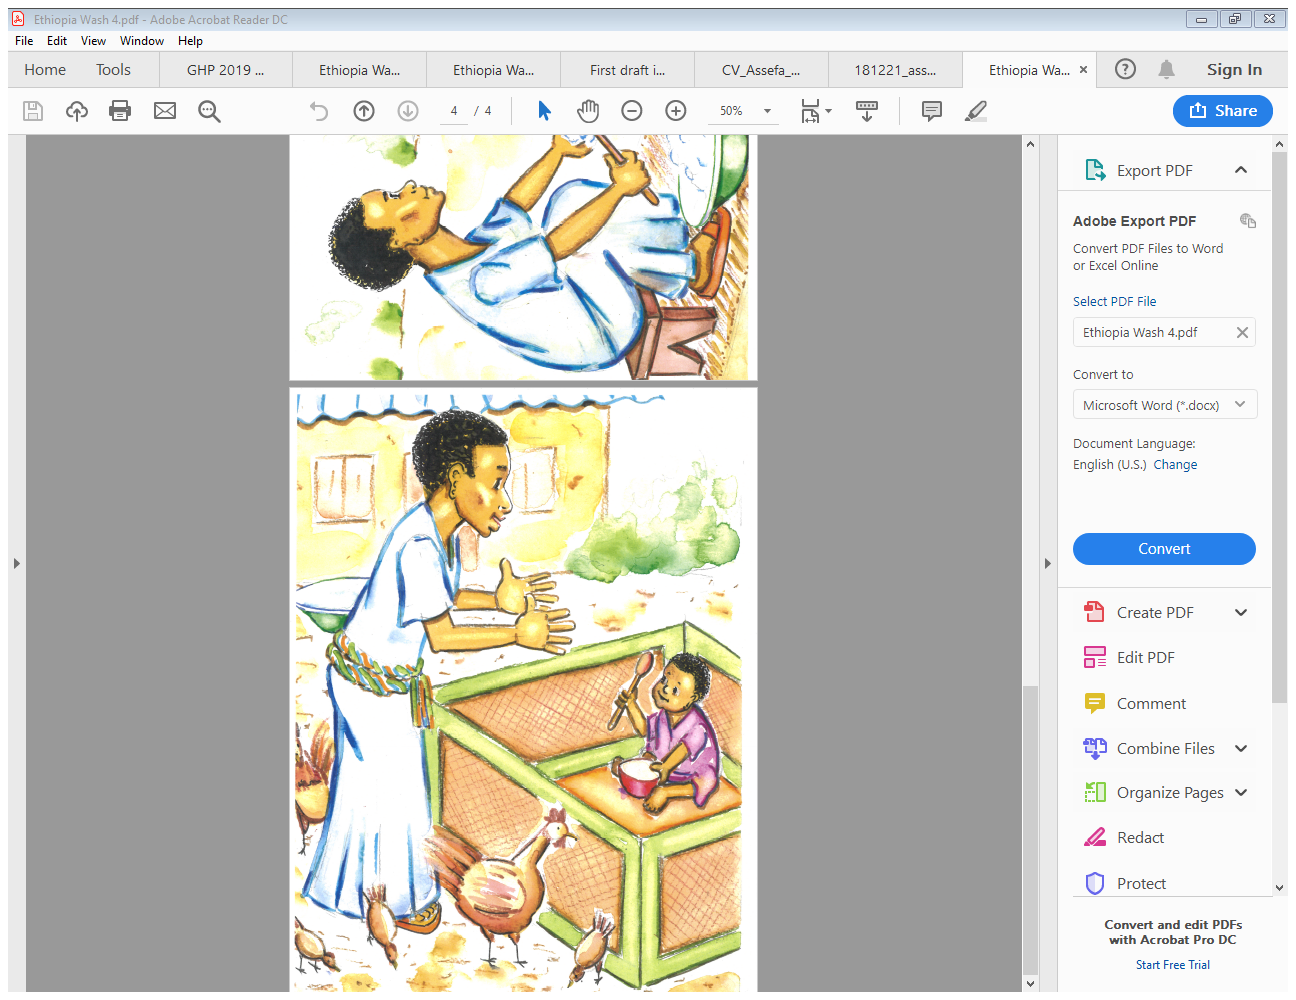 Ethiopia Wash 4.pdf - Adobe Acrobat Reader DC
File Edit View Window Help
Home Tools GHP 2019 ... Ethiopia Wa... Ethiopia Wa... First draft i... CV_Assefa_... 181221_ass... Ethiopia Wa... Sign In
4 / 4 50% Share
Export PDF
Adobe Export PDF
Convert PDF Files to Word
or Excel Online
Select PDF File
Ethiopia Wash 4.pdf
Convert to
Microsoft Word (*.docx)
Document Language:
English (U.S.) Change
Convert
Create PDF
Edit PDF
Comment
Combine Files
Organize Pages
Redact
Protect
Convert and edit PDFs
with Acrobat Pro DC
Start Free Trial